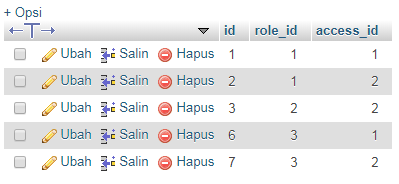 + Opsi
id role_id access_id
Ubah Salin Hapus 1 1 1
Ubah Salin Hapus 2 1 2
Ubah Salin Hapus 3 2 2
Ubah Salin Hapus 6 3 1
Ubah Salin Hapus 7 3 2